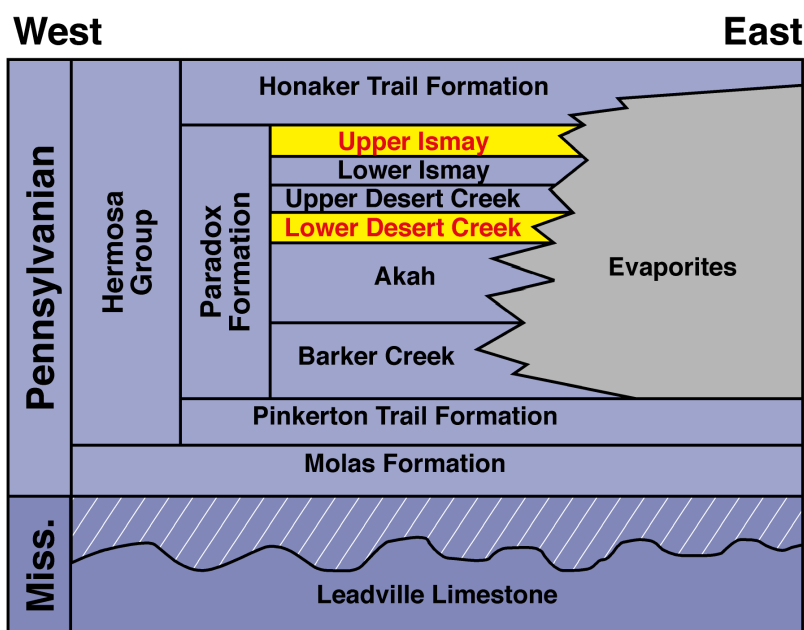 West
East
Pennsylvanian
Hermosa
Group
Honaker Trail Formation
Paradox
Formation
Upper Ismay
Lower Ismay
Upper Desert Creek
Lower Desert Creek
Akah
Barker Creek
Evaporites
Pinkerton Trail Formation
Molas Formation
Miss.
Leadville Limestone